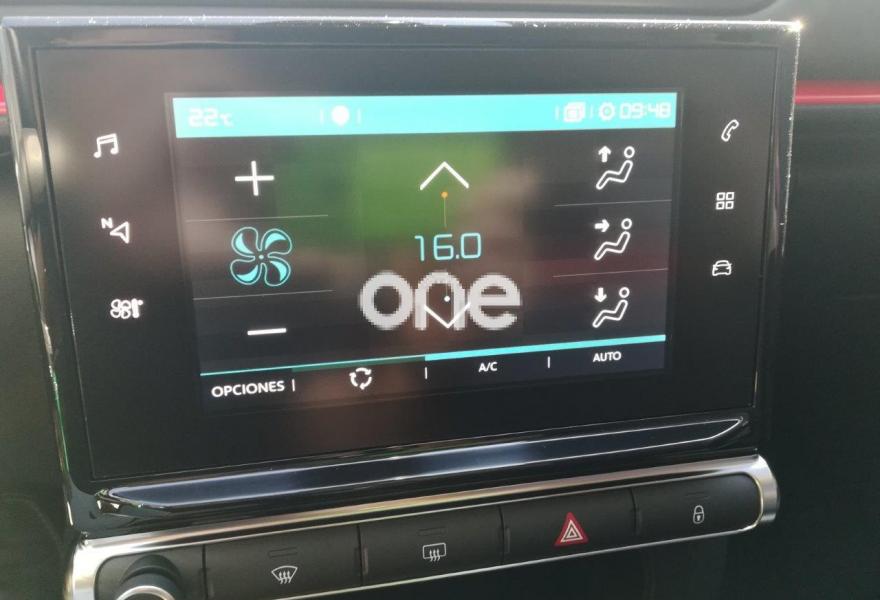 22°C
09:48
N
16.0
one
OPCIONES
A/C
AUTO